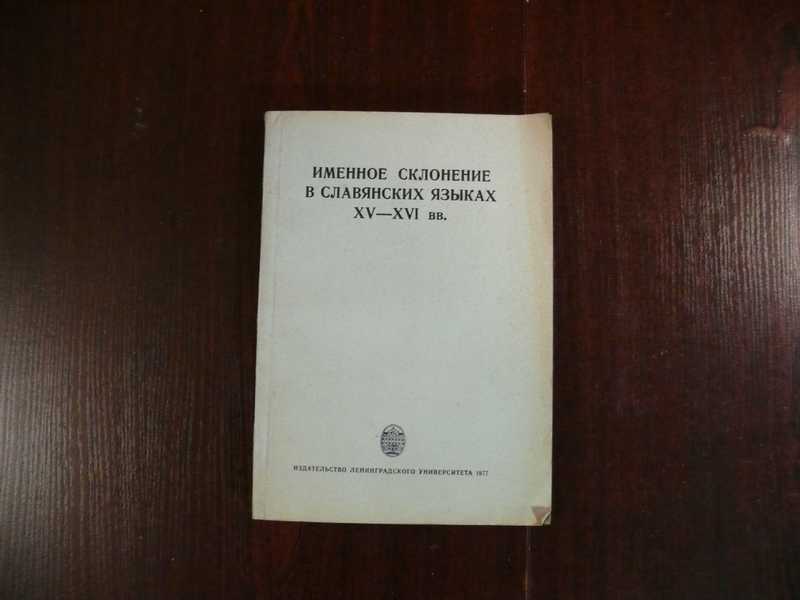 ИМЕННОЕ СКЛОНЕНИЕ
В СЛАВЯНСКИХ ЯЗЫКАХ
XV—XVI вв.
ИЗДАТЕЛЬСТВО ЛЕНИНГРАДСКОГО УНИВЕРСИТЕТА 1977